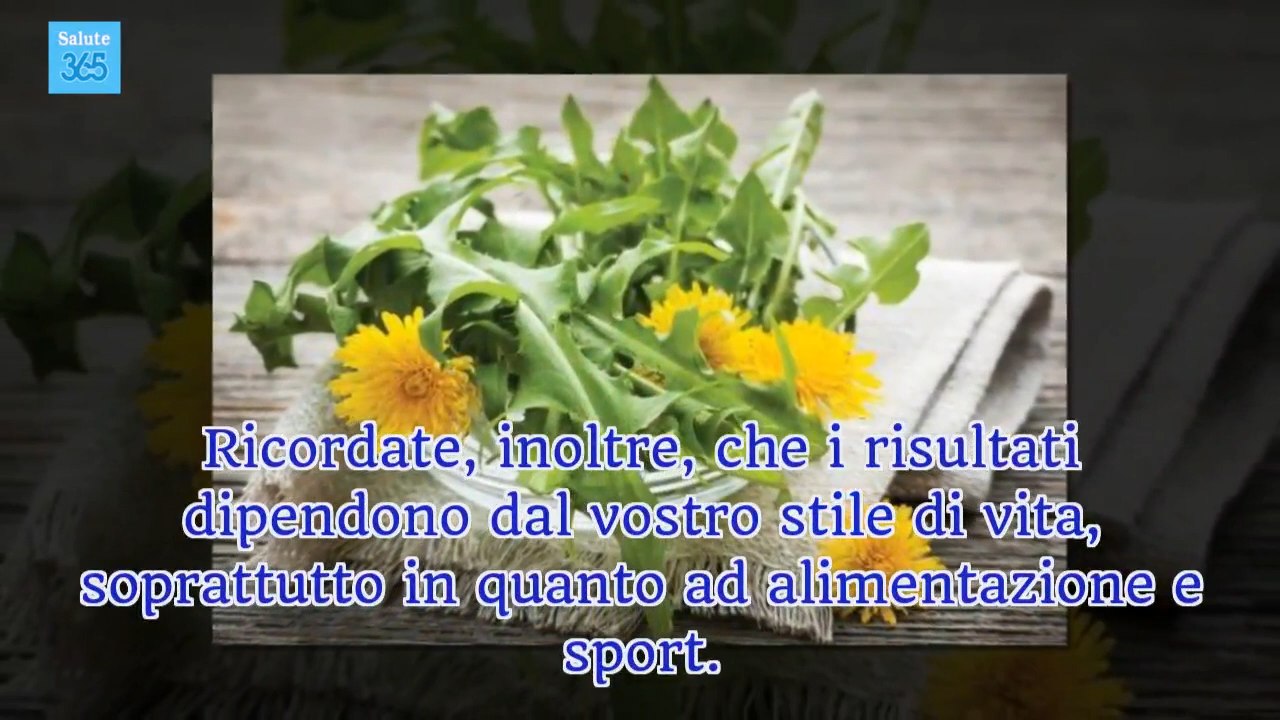 Salute
365
Ricordate, inoltre, che i risultati
dipendono dal vostro stile di vita,
soprattutto in quanto ad alimentazione e
sport.